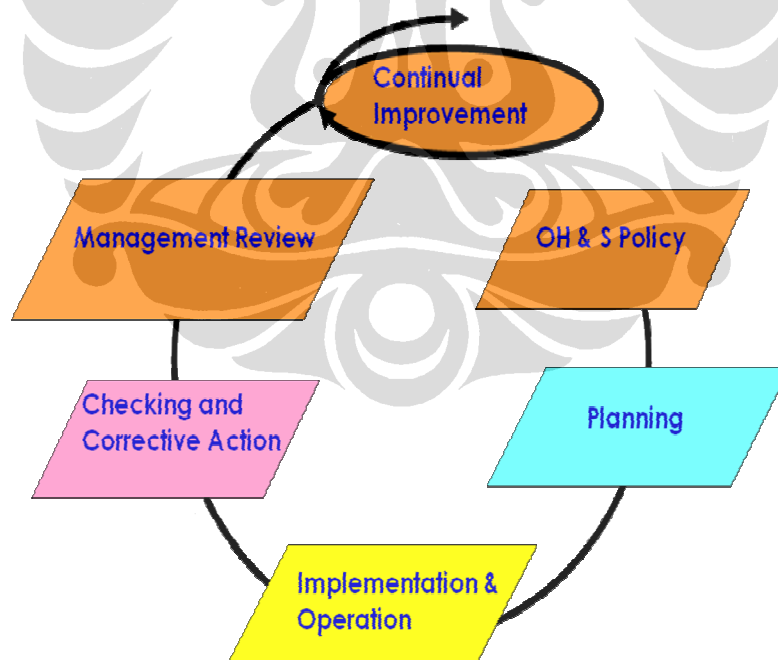 Continual
Improvement
Management Review
OH & S Policy
Checking and
Corrective Action
Planning
Implementation &
Operation